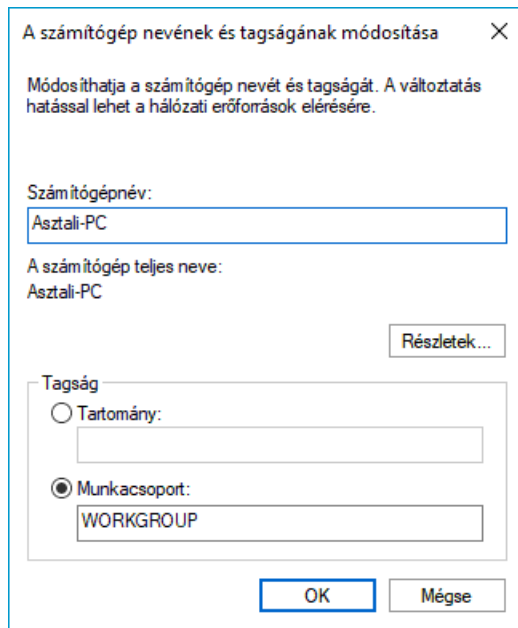 A számítógép nevének és tagságának módosítása
Módosíthatja a számítógép nevét és tagságát. A változtatás
hatással lehet a hálózati erőforrások elérésére.
Számítógépnév:
Asztali-PC
A számítógép teljes neve:
Asztali-PC
Részletek...
Tagság
Tartomány:
Munkacsoport:
WORKGROUP
OK
Mégse